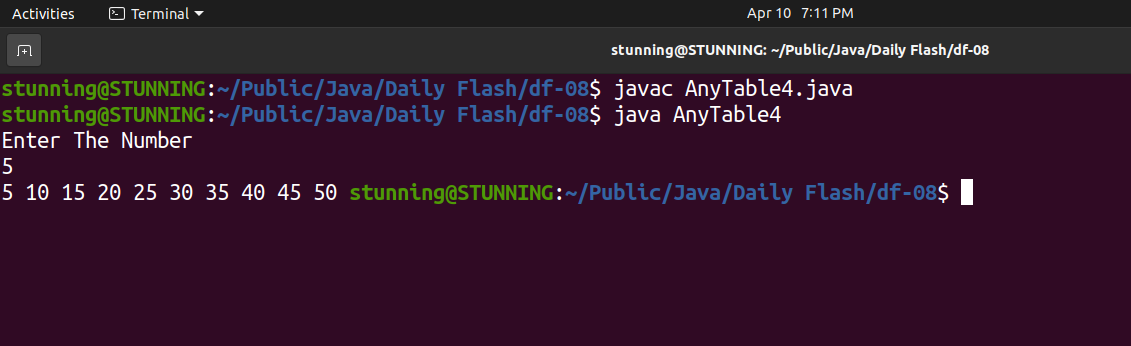 Activities Terminal Apr 10 7:11 PM
stunning@STUNNING: ~/Public/Java/Daily Flash/df-08
stunning@STUNNING:~/Public/Java/Daily Flash/df-08$ javac AnyTable4.java
stunning@STUNNING:~/Public/Java/Daily Flash/df-08$ java AnyTable4
Enter The Number
5
5 10 15 20 25 30 35 40 45 50 stunning@STUNNING:~/Public/Java/Daily Flash/df-08$